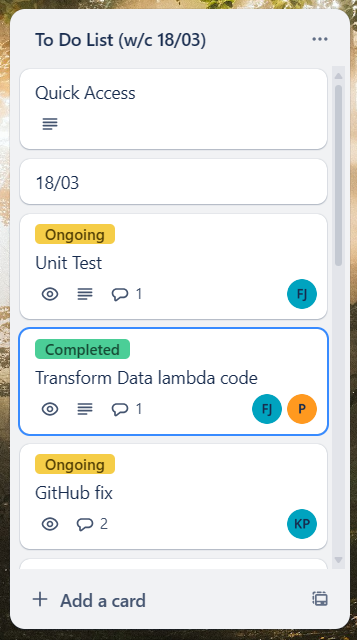 To Do List (w/c 18/03)
Quick Access
18/03
Ongoing
Unit Test
1
FJ
Completed
Transform Data lambda code
1
FJ
P
Ongoing
GitHub fix
2
KP
Add a card